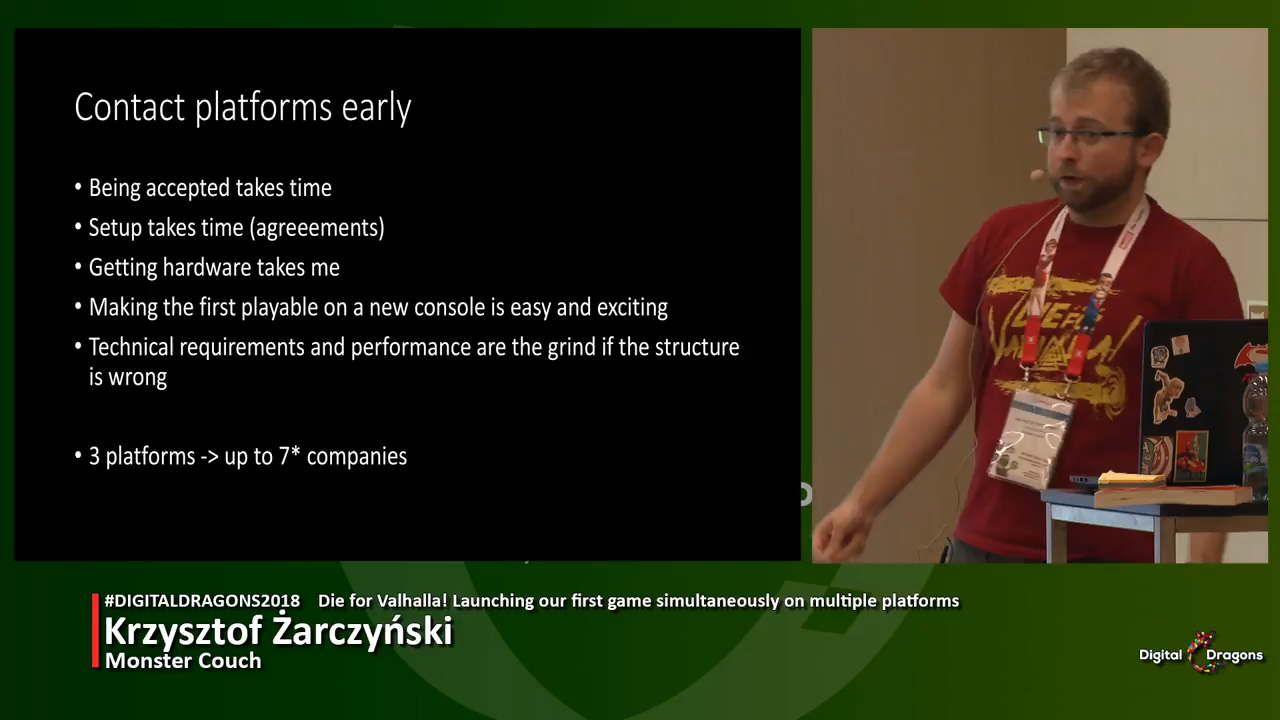 Contact platforms early
• Being accepted takes time
• Setup takes time (agreeements)
• Getting hardware takes me
• Making the first playable on a new console is easy and exciting
• Technical requirements and performance are the grind if the structure
is wrong
• 3 platforms -> up to 7* companies
DIE FOR
VALHALLA!
#DIGITALDRAGONS2018 Die for Valhalla! Launching our first game simultaneously on multiple platforms
Krzysztof Żarczyński
Monster Couch
Digital Dragons